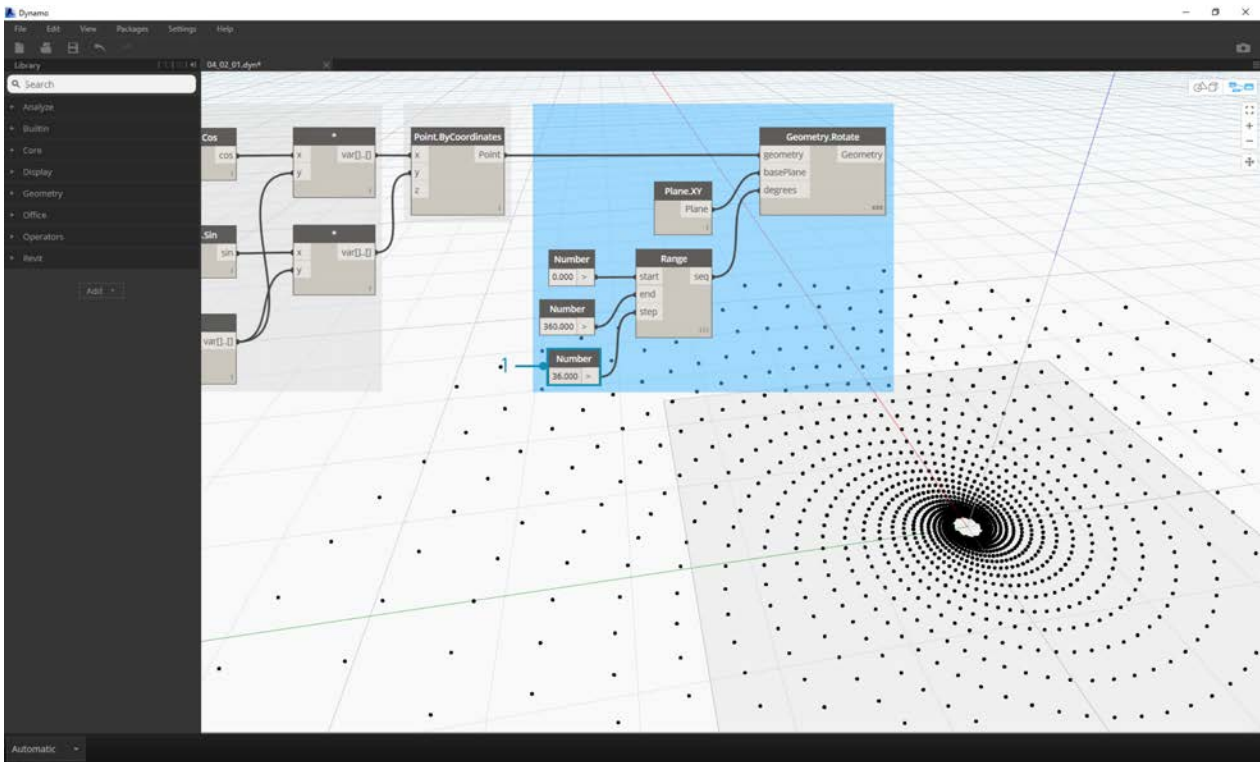 Dynamo
File Edit View Packages Settings Help
Library
04_02_01.dyn*
Search
Analyze
Builtin
Core
Display
Geometry
Office
Operators
Revit
Add
Cos
cos
*
x var[]..[]
y
Point.ByCoordinates
x Point
y
z
Geometry.Rotate
geometry Geometry
basePlane
degrees
Plane.XY
Plane
.Sin
sin
*
x var[]..[]
y
var[]..[]
Number
0.000 >
Range
start seq
end
step
Number
360.000 >
1
Number
36.000 >
Automatic